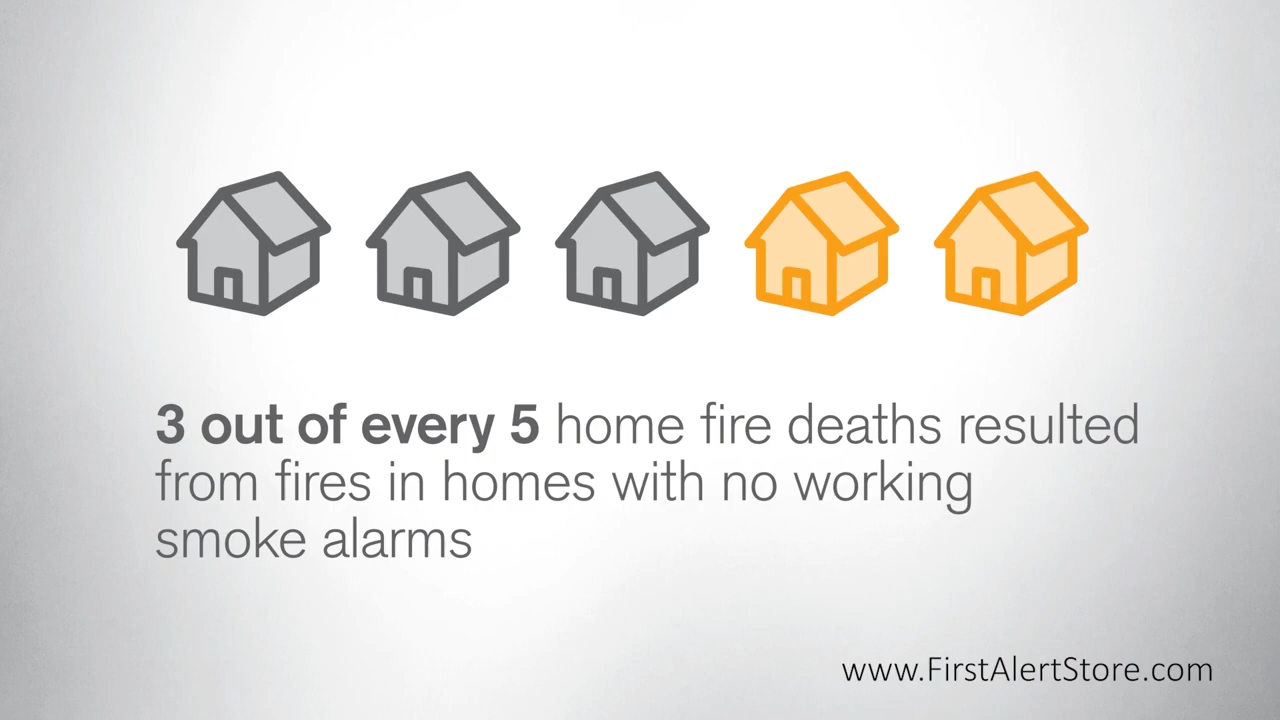 3 out of every 5 home fire deaths resulted
from fires in homes with no working
smoke alarms
www.FirstAlertStore.com